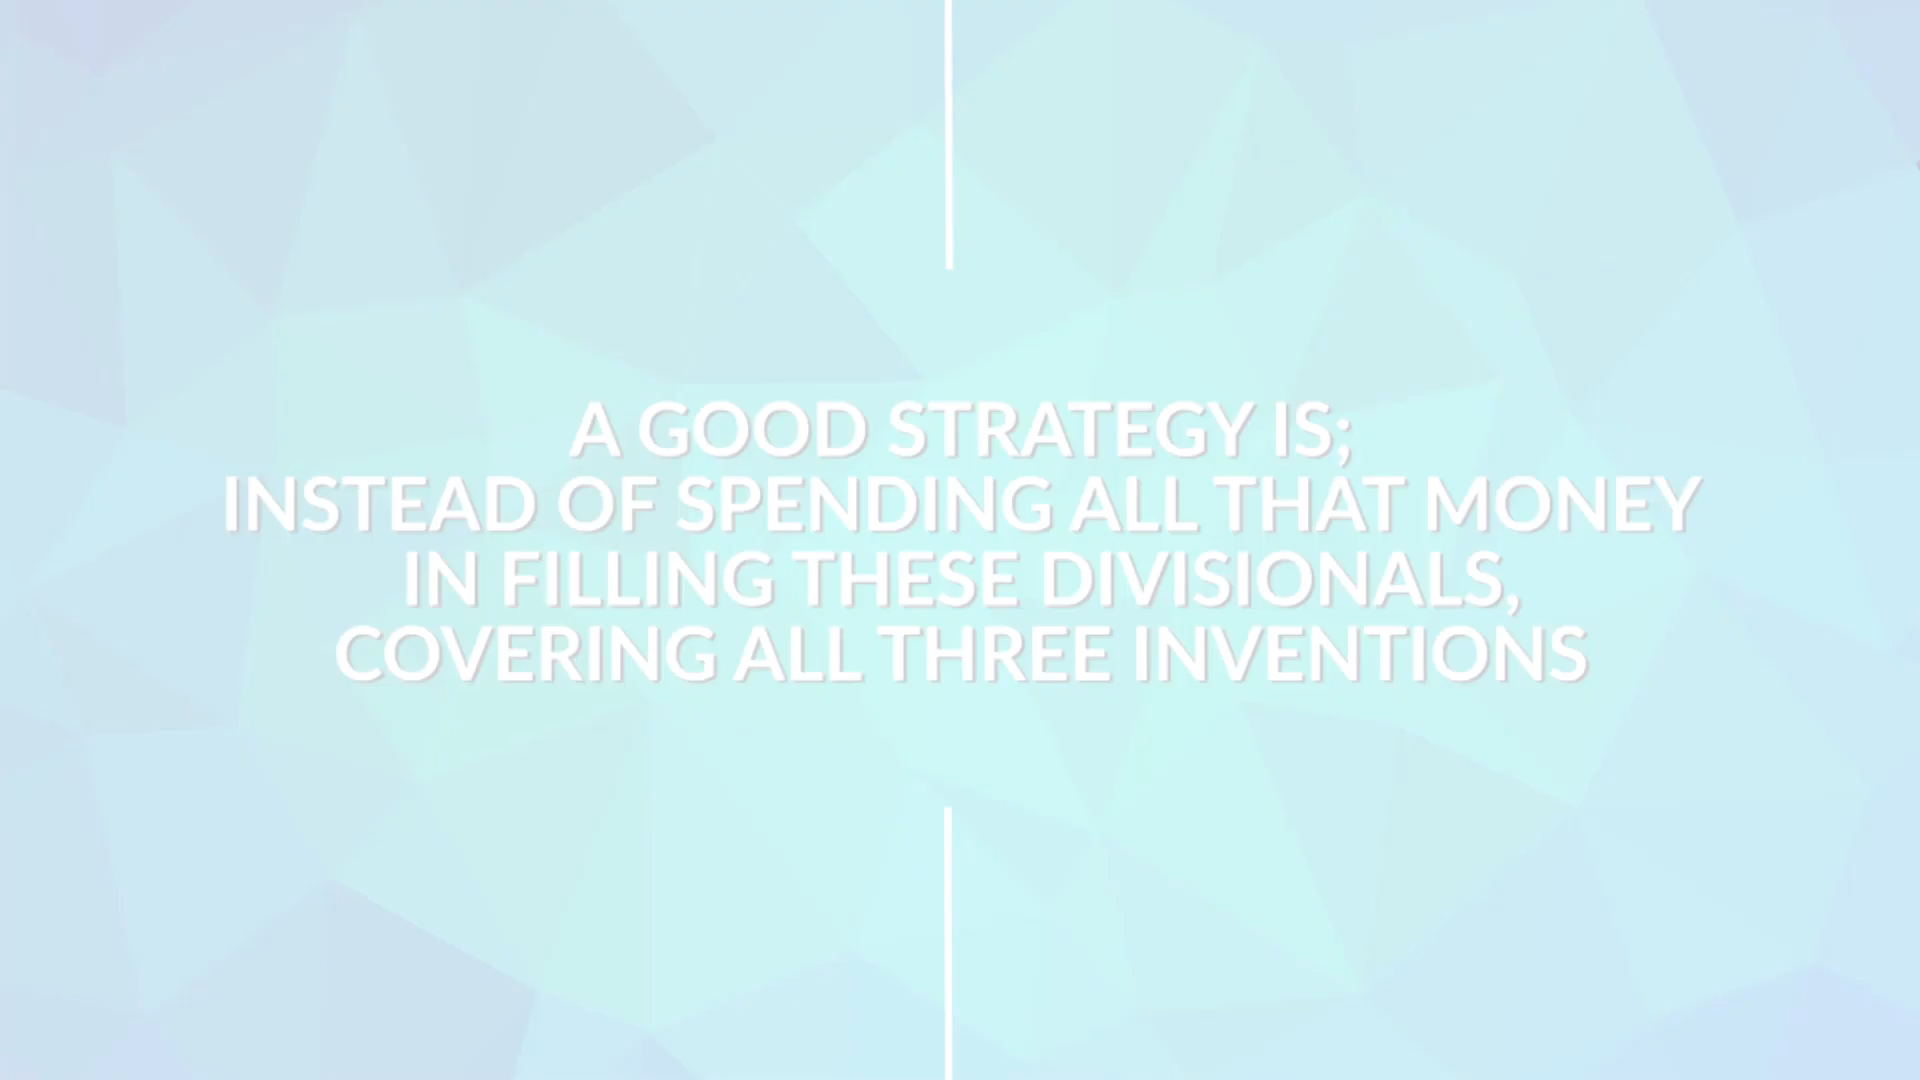 A GOOD STRATEGY IS;
INSTEAD OF SPENDING ALL THAT MONEY
IN FILLING THESE DIVISIONALS,
COVERING ALL THREE INVENTIONS